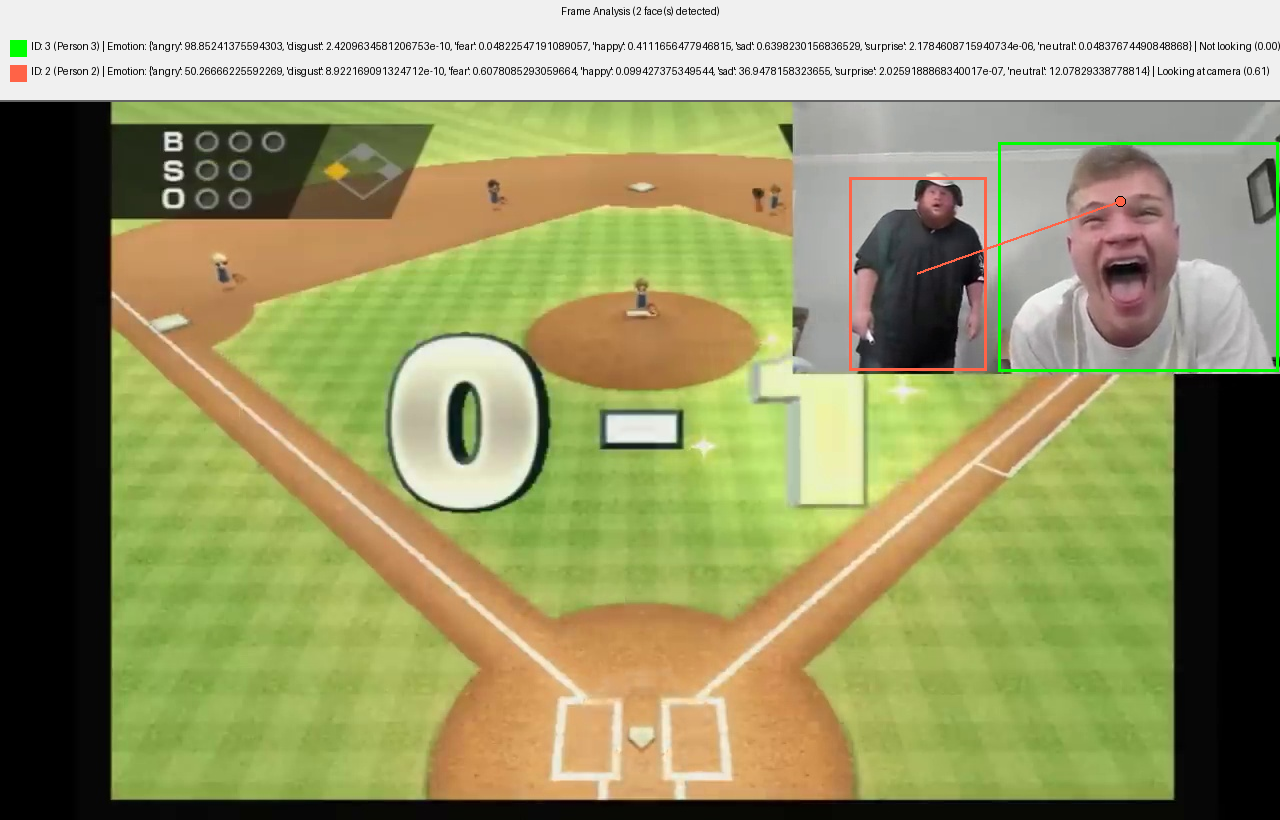 Frame Analysis (2 face(s) detected)
ID: 3 (Person 3) | Emotion: {'angry': 98.85241375594303, 'disgust': 2.4209634581206753e-10, 'fear': 0.04822547191089057, 'happy': 0.4111656477946815, 'sad': 0.6398230156836529, 'surprise': 2.1784608715940734e-06, 'neutral': 0.04837674490848868} | Not looking (0.00)
ID: 2 (Person 2) | Emotion: {'angry': 50.26666225592269, 'disgust': 8.922169091324712e-10, 'fear': 0.6078085293059664, 'happy': 0.099427375349544, 'sad': 36.9478158323655, 'surprise': 2.0259188868340017e-07, 'neutral': 12.07829338778814} | Looking at camera (0.61)
B
S
O
0 - 1